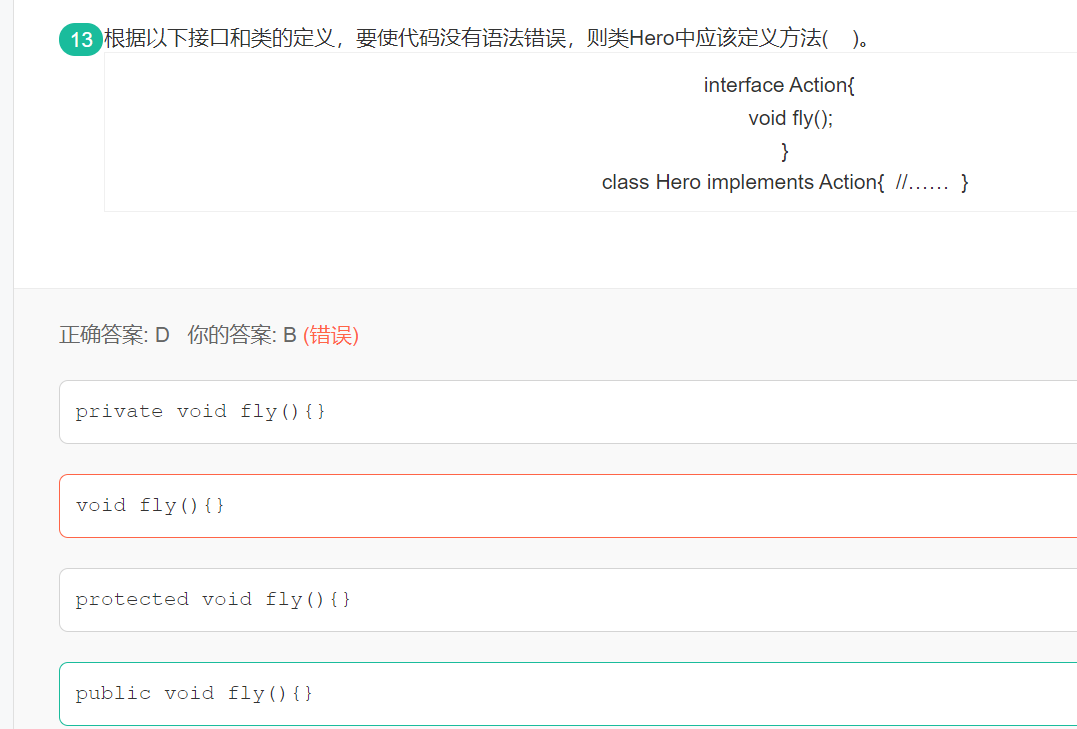 13 根据以下接口和类的定义，要使代码没有语法错误，则类Hero中应该定义方法( )。
interface Action{
void fly();
}
class Hero implements Action{ //…… }
正确答案: D 你的答案: B (错误)
private void fly(){}
void fly(){}
protected void fly(){}
public void fly(){}